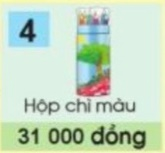 4
Hộp chì màu
31 000 đồng